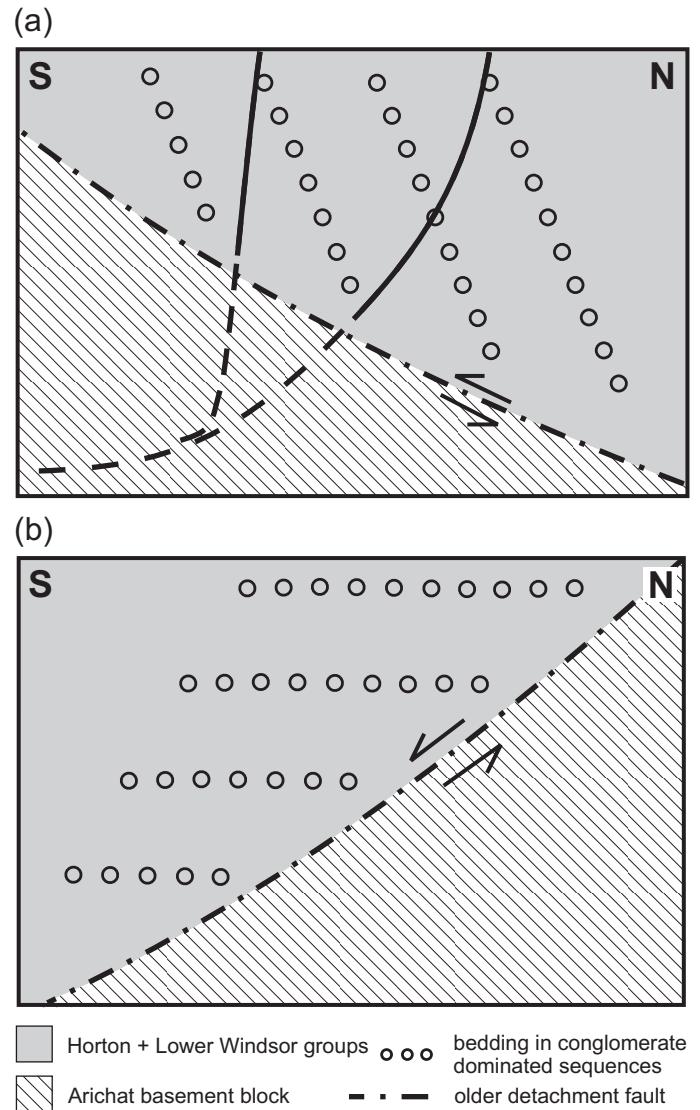 (a)
S N
(b)
S N
Horton + Lower Windsor groups
bedding in conglomerate
dominated sequences
Arichat basement block
older detachment fault